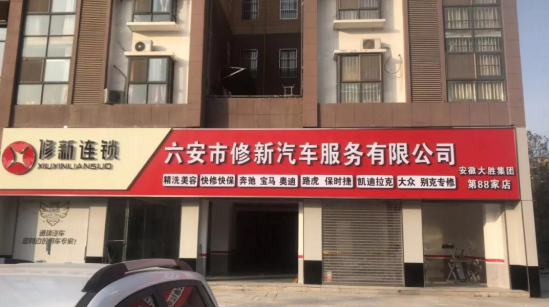 修新连锁
XIUXINLIANSUO
六安市修新汽车服务有限公司
精洗美容 快修快保 奔驰 宝马 奥迪 路虎 保时捷 凯迪拉克 大众 别克专修
安徽大胜集团
第88家店